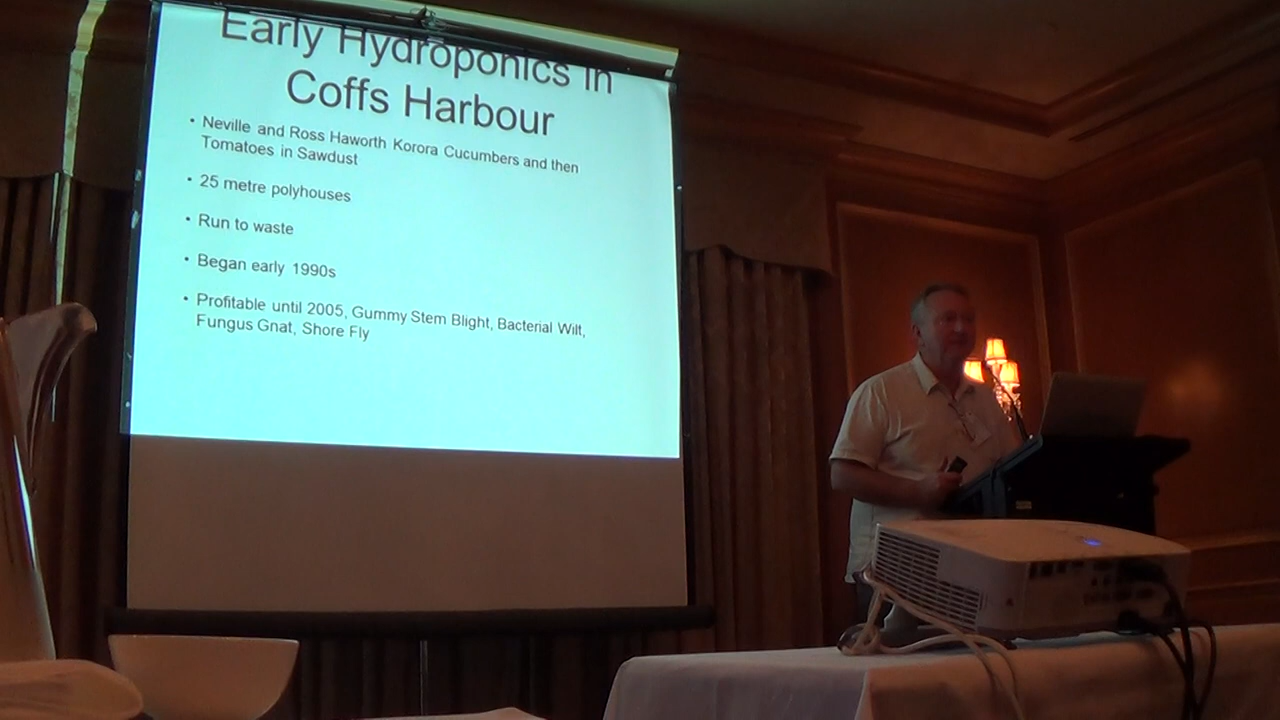 Early Hydroponics in
Coffs Harbour
• Neville and Ross Haworth Korora Cucumbers and then
Tomatoes in Sawdust
• 25 metre polyhouses
• Run to waste
• Began early 1990s
• Profitable until 2005, Gummy Stem Blight, Bacterial Wilt,
Fungus Gnat, Shore Fly